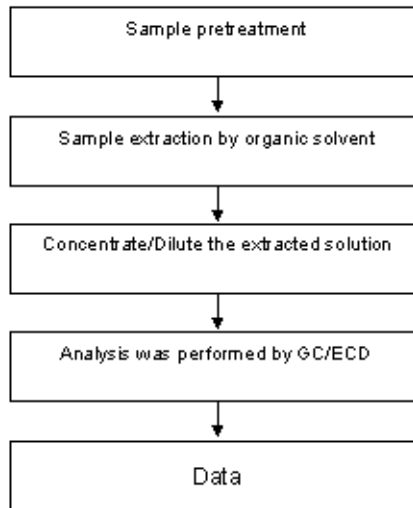 Sample pretreatment
Sample extraction by organic solvent
Concentrate/Dilute the extracted solution
Analysis was performed by GC/ECD
Data